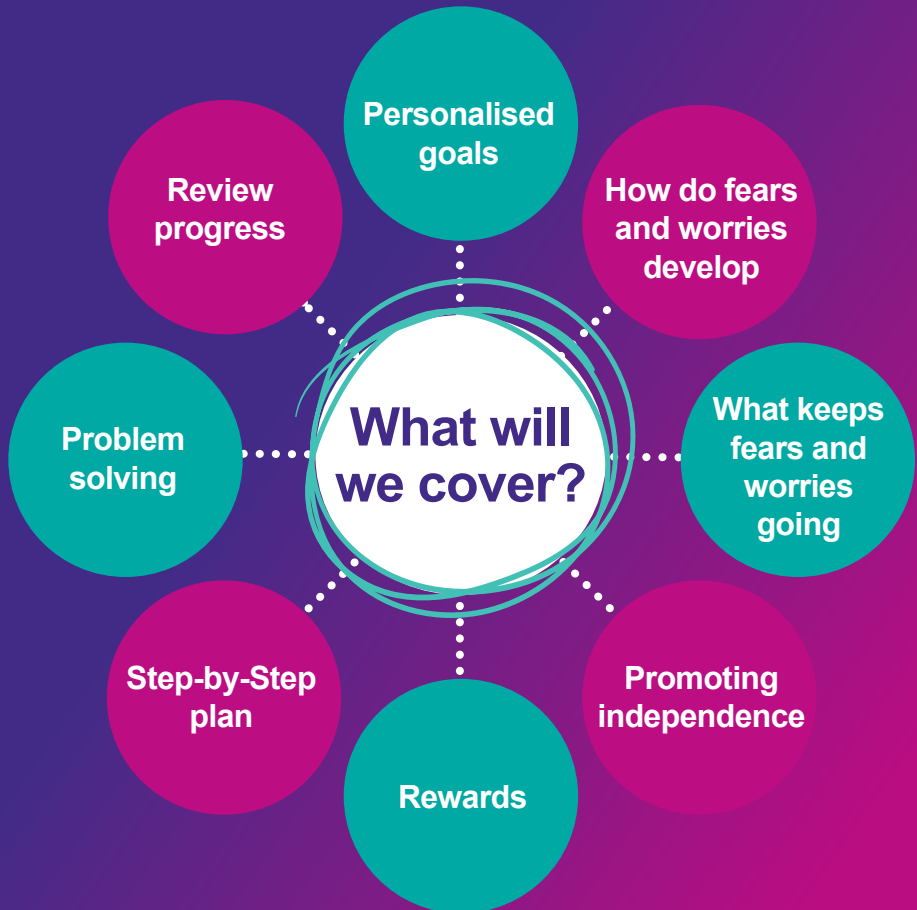 What will
we cover?
Personalised
goals
How do fears
and worries
develop
What keeps
fears and
worries
going
Promoting
independence
Rewards
Step-by-Step
plan
Problem
solving
Review
progress